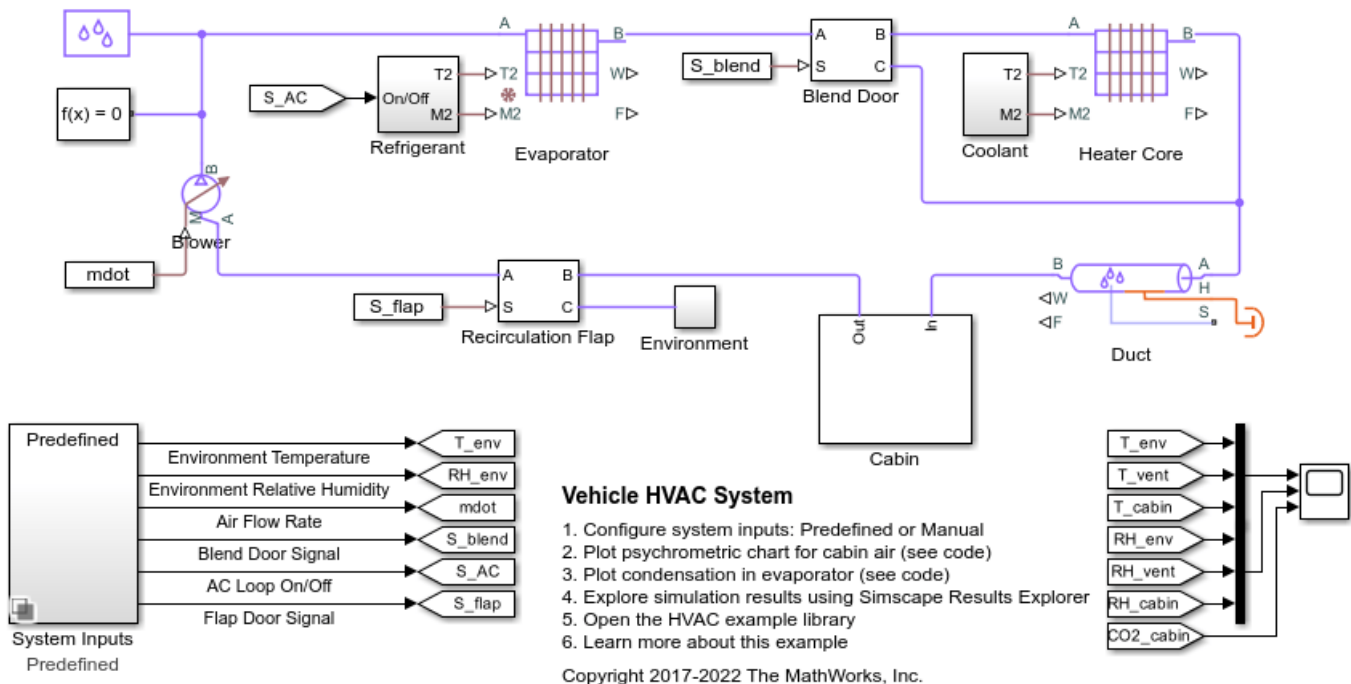 A
B
A
B
A
B
T2
T2
W
S_blend
S
C
T2
T2
W
S_AC
On/Off
Blend Door
f(x) = 0
M2
M2
F
M2
M2
F
Refrigerant
Evaporator
Coolant
Heater Core
B
M
A
Blower
mdot
A
B
B
A
S_flap
S
C
W
H
Recirculation Flap
Environment
Out
In
F
S
Duct
Cabin
Predefined
T_env
Environment Temperature
RH_env
Environment Relative Humidity
mdot
Air Flow Rate
S_blend
Blend Door Signal
S_AC
AC Loop On/Off
S_flap
Flap Door Signal
System Inputs
Predefined
Vehicle HVAC System
1. Configure system inputs: Predefined or Manual
2. Plot psychrometric chart for cabin air (see code)
3. Plot condensation in evaporator (see code)
4. Explore simulation results using Simscape Results Explorer
5. Open the HVAC example library
6. Learn more about this example
Copyright 2017-2022 The MathWorks, Inc.
T_env
T_vent
T_cabin
RH_env
RH_vent
RH_cabin
CO2_cabin